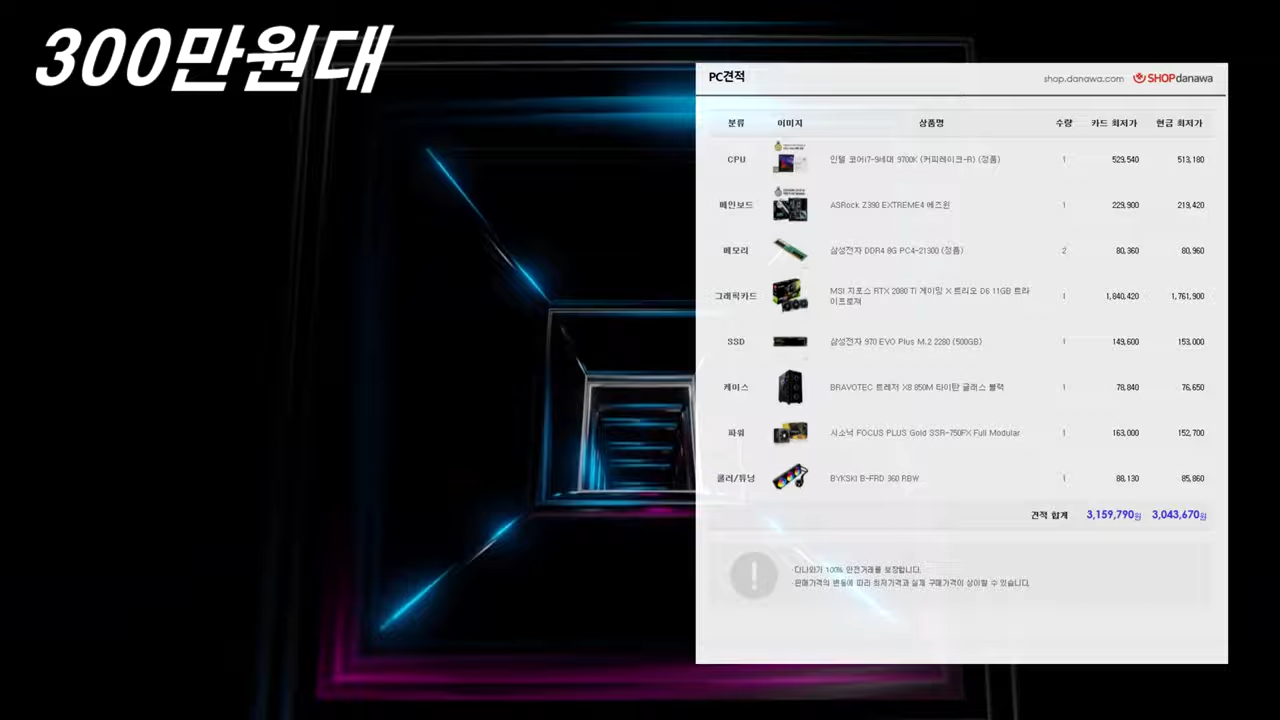 300만원대
PC견적
shop.danawa.com SHOPdanawa
분류 이미지 상품명 수량 카드 최저가 현금 최저가
CPU 인텔 코어i7-9세대 9700K (커피레이크-R) (정품) 1 529,540 513,180
메인보드 ASRock Z390 EXTREME4 에즈윈 1 229,900 219,420
메모리 삼성전자 DDR4 8G PC4-21300 (정품) 2 80,360 80,960
그래픽카드 MSI 지포스 RTX 2080 Ti 게이밍 X 트리오 D6 11GB 트라이프로져 1 1,840,420 1,761,900
SSD 삼성전자 970 EVO Plus M.2 2280 (500GB) 1 149,600 153,000
케이스 BRAVOTEC 트레저 X8 850M 타이탄 글래스 블랙 1 78,840 76,650
파워 시소닉 FOCUS PLUS Gold SSR-750FX Full Modular 1 163,000 152,700
쿨러/튜닝 BYKSKI B-FRD 360 RBW 1 88,130 85,860
견적 합계 3,159,790원 3,043,670원
·다나와가 100% 안전거래를 보장합니다.
·판매가격의 변동에 따라 최저가격과 실제 구매가격이 상이할 수 있습니다.